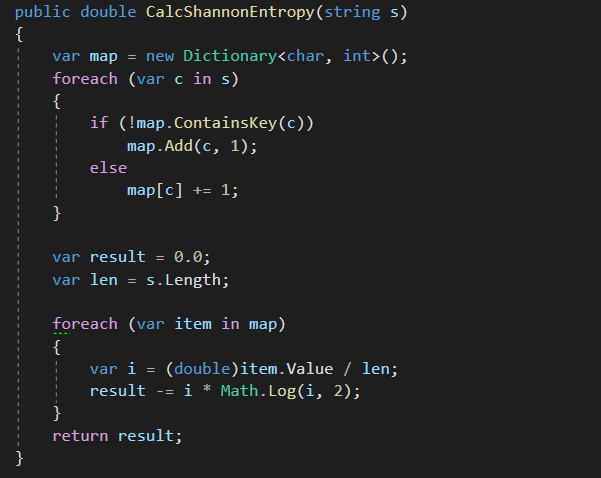 public double CalcShannonEntropy(string s)
{
    var map = new Dictionary<char, int>();
    foreach (var c in s)
    {
        if (!map.ContainsKey(c))
            map.Add(c, 1);
        else
            map[c] += 1;
    }

    var result = 0.0;
    var len = s.Length;

    foreach (var item in map)
    {
        var i = (double)item.Value / len;
        result -= i * Math.Log(i, 2);
    }
    return result;
}